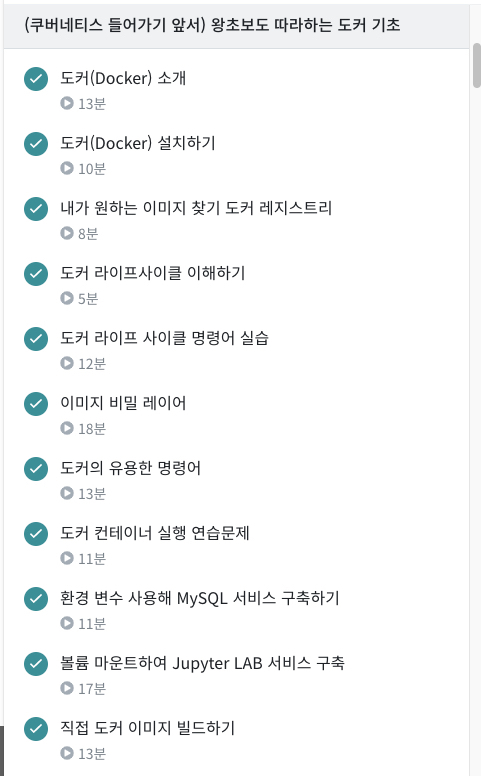 (쿠버네티스 들어가기 앞서) 왕초보도 따라하는 도커 기초
도커(Docker) 소개
13분
도커(Docker) 설치하기
10분
내가 원하는 이미지 찾기 도커 레지스트리
8분
도커 라이프사이클 이해하기
5분
도커 라이프 사이클 명령어 실습
12분
이미지 비밀 레이어
18분
도커의 유용한 명령어
13분
도커 컨테이너 실행 연습문제
11분
환경 변수 사용해 MySQL 서비스 구축하기
11분
볼륨 마운트하여 Jupyter LAB 서비스 구축
17분
직접 도커 이미지 빌드하기
13분